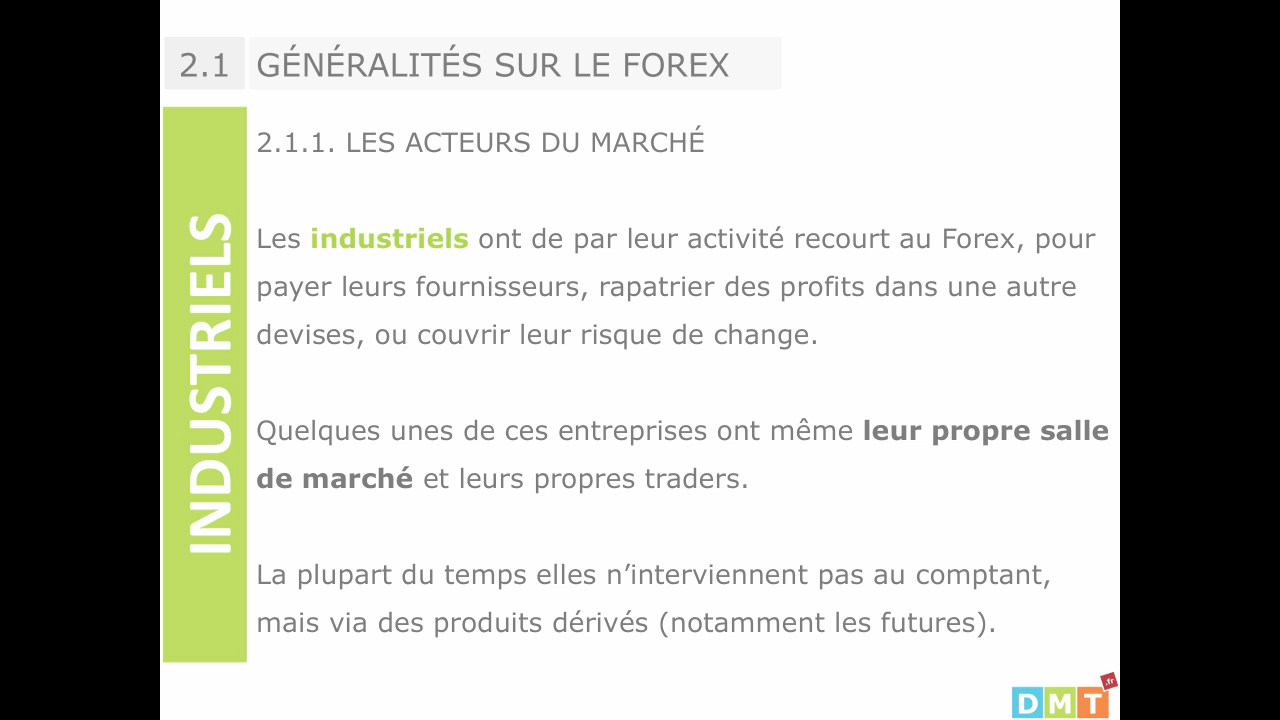 2.1 GÉNÉRALITÉS SUR LE FOREX
INDUSTRIELS
2.1.1. LES ACTEURS DU MARCHÉ
Les industriels ont de par leur activité recourt au Forex, pour
payer leurs fournisseurs, rapatrier des profits dans une autre
devises, ou couvrir leur risque de change.
Quelques unes de ces entreprises ont même leur propre salle
de marché et leurs propres traders.
La plupart du temps elles n’interviennent pas au comptant,
mais via des produits dérivés (notamment les futures).
DMT.fr